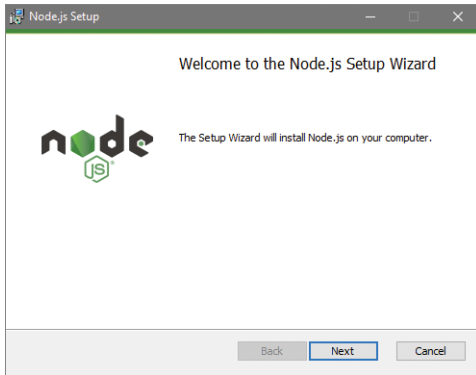 Node.js Setup
Welcome to the Node.js Setup Wizard
The Setup Wizard will install Node.js on your computer.
node
JS
Back Next Cancel